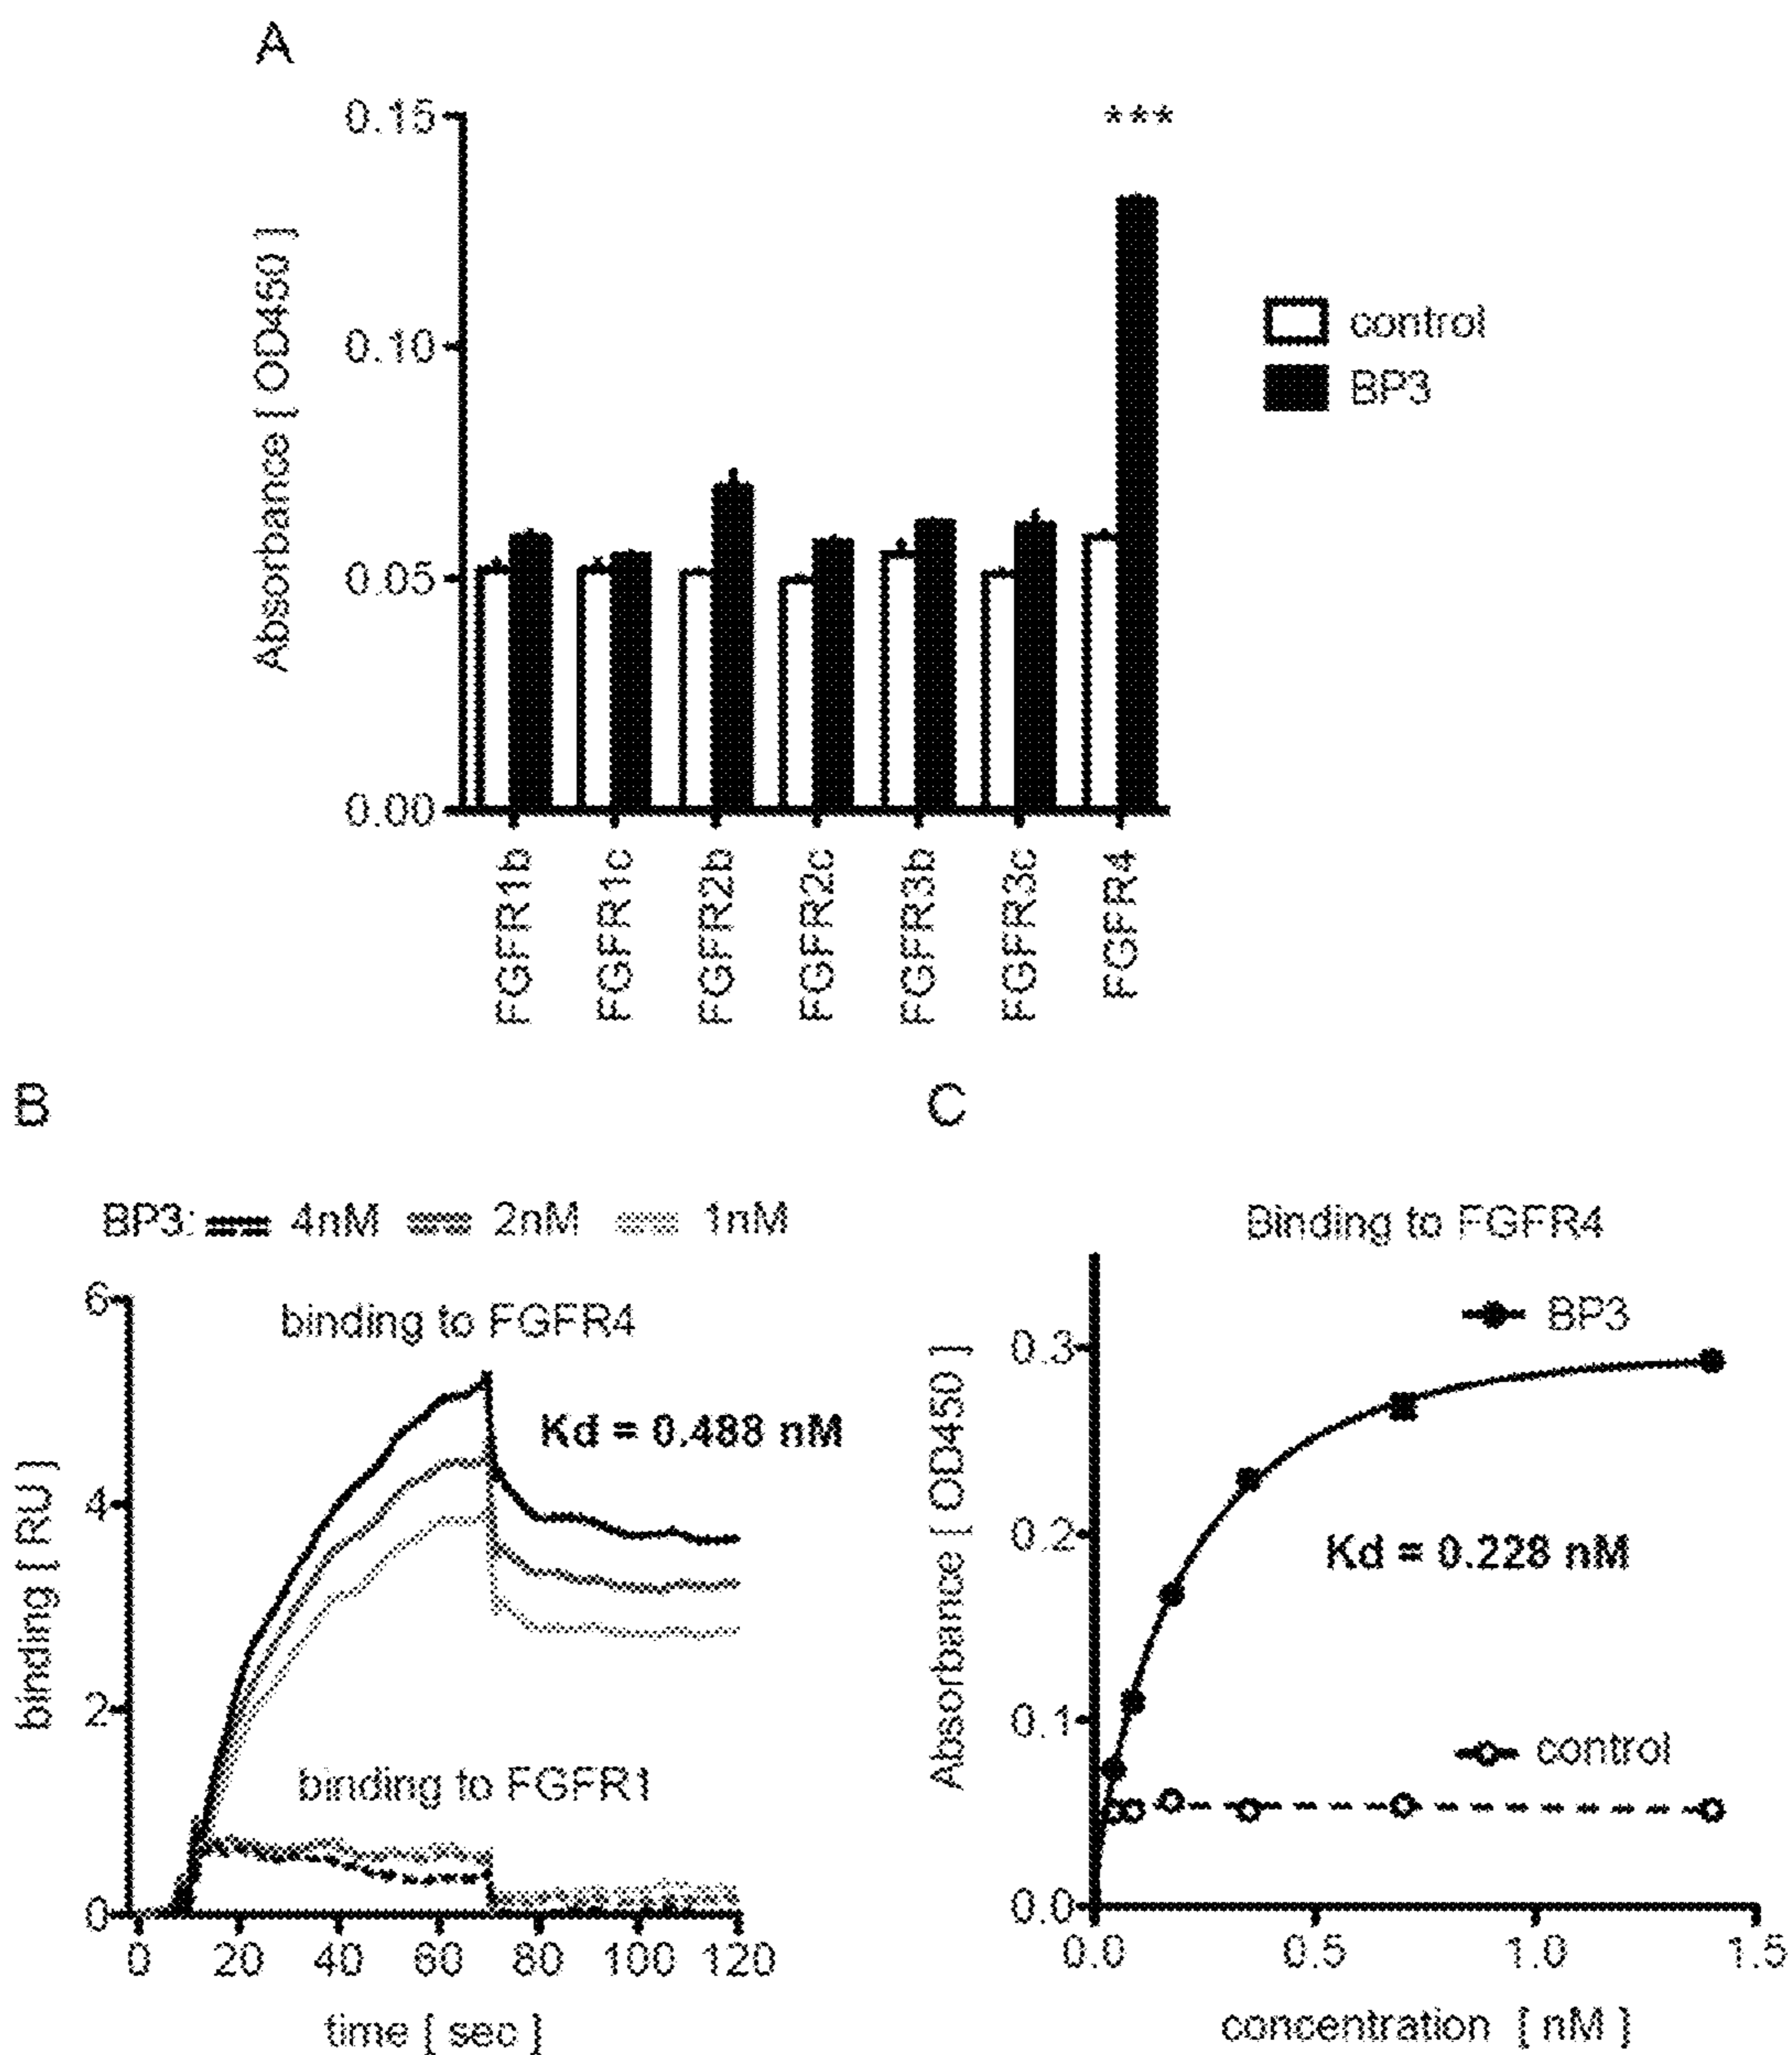 A
0.15
0.10
0.05
0.00
Absorbance [ OD450 ]
***
control
BP3
FGFR1b
FGFR1c
FGFR2b
FGFR2c
FGFR3b
FGFR3c
FGFR4
B
BP3: 4nM 2nM 1nM
binding to FGFR4
Kd = 0.488 nM
binding to FGFR1
6
4
2
0
binding [ RU ]
0 20 40 60 80 100 120
time [ sec ]
C
Binding to FGFR4
BP3
Kd = 0.228 nM
control
0.3
0.2
0.1
0.0
Absorbance [ OD450 ]
0.0 0.5 1.0 1.5
concentration [ nM ]